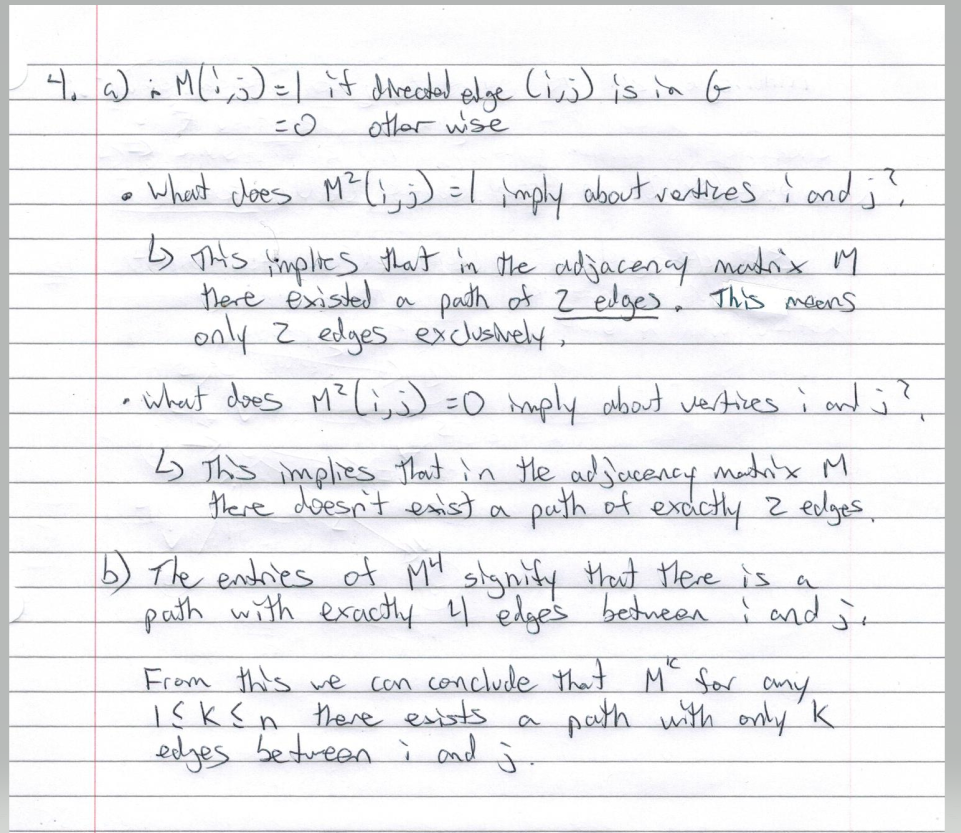 4. a) • M(i,j) = 1 if directed edge (i,j) is in G
= 0 otherwise
• What does M²(i,j) = 1 imply about vertices i and j?
↳ This implies that in the adjacency matrix M
there existed a path of 2 edges. This means
only 2 edges exclusively.
• what does M²(i,j) = 0 imply about vertices i and j?
↳ This implies that in the adjacency matrix M
there doesn't exist a path of exactly 2 edges.
b) The entries of M⁴ signify that there is a
path with exactly 4 edges between i and j.
From this we can conclude that Mᵏ for any
1 ≤ k ≤ n there exists a path with only k
edges between i and j.